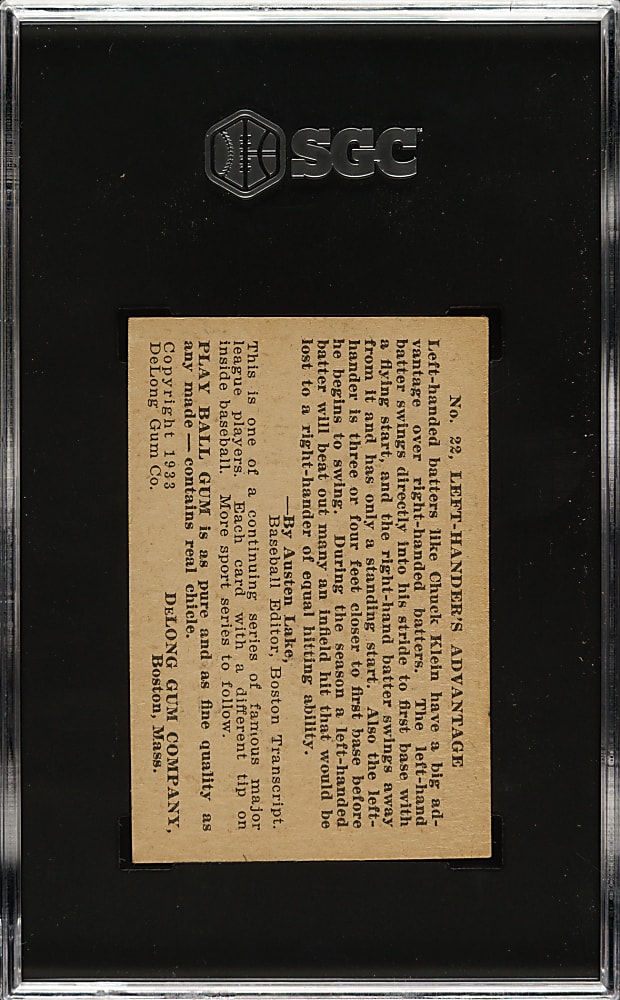 SGC
No. 22, LEFT-HANDER'S ADVANTAGE
Left-handed batters like Chuck Klein have a big ad-
vantage over right-handed batters. The left-hand
batter swings directly into his stride to first base with
a flying start, and the right-hand batter swings away
from it and has only a standing start. Also the left-
hander is three or four feet closer to first base before
he begins to swing. During the season a left-handed
batter will beat out many an infield hit that would be
lost to a right-hander of equal hitting ability.
—By Austen Lake,
Baseball Editor, Boston Transcript.
This is one of a continuing series of famous major
league players. Each card with a different tip on
inside baseball. More sport series to follow.
PLAY BALL GUM is as pure and as fine quality as
any made — contains real chicle.
Copyright 1933 DELONG GUM COMPANY,
DeLong Gum Co. Boston, Mass.